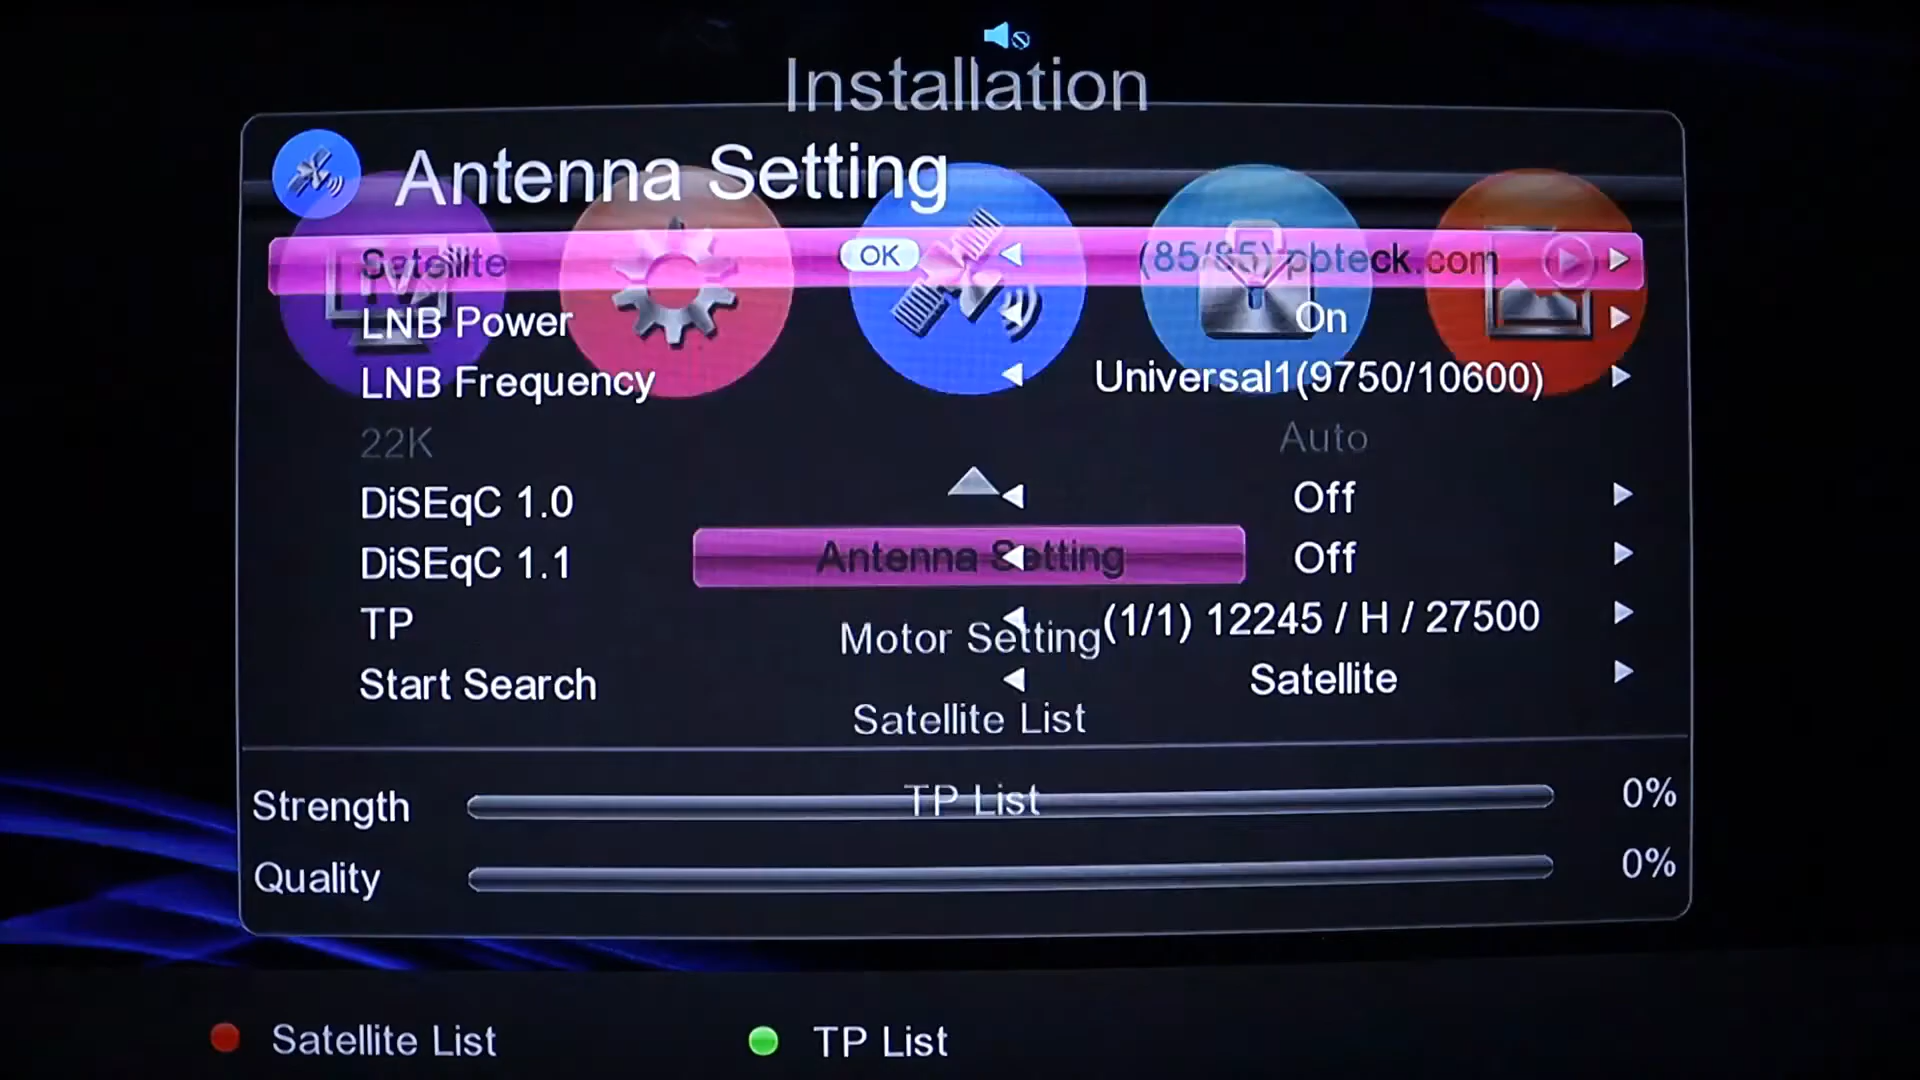 Installation
Antenna Setting
Satellite OK (85/85) pbteck.com
LNB Power On
LNB Frequency Universal1(9750/10600)
22K Auto
DiSEqC 1.0 Off
Antenna Setting
DiSEqC 1.1 Off
TP (1/1) 12245 / H / 27500
Motor Setting
Start Search Satellite
Satellite List
TP List
Strength 0%
Quality 0%
Satellite List TP List